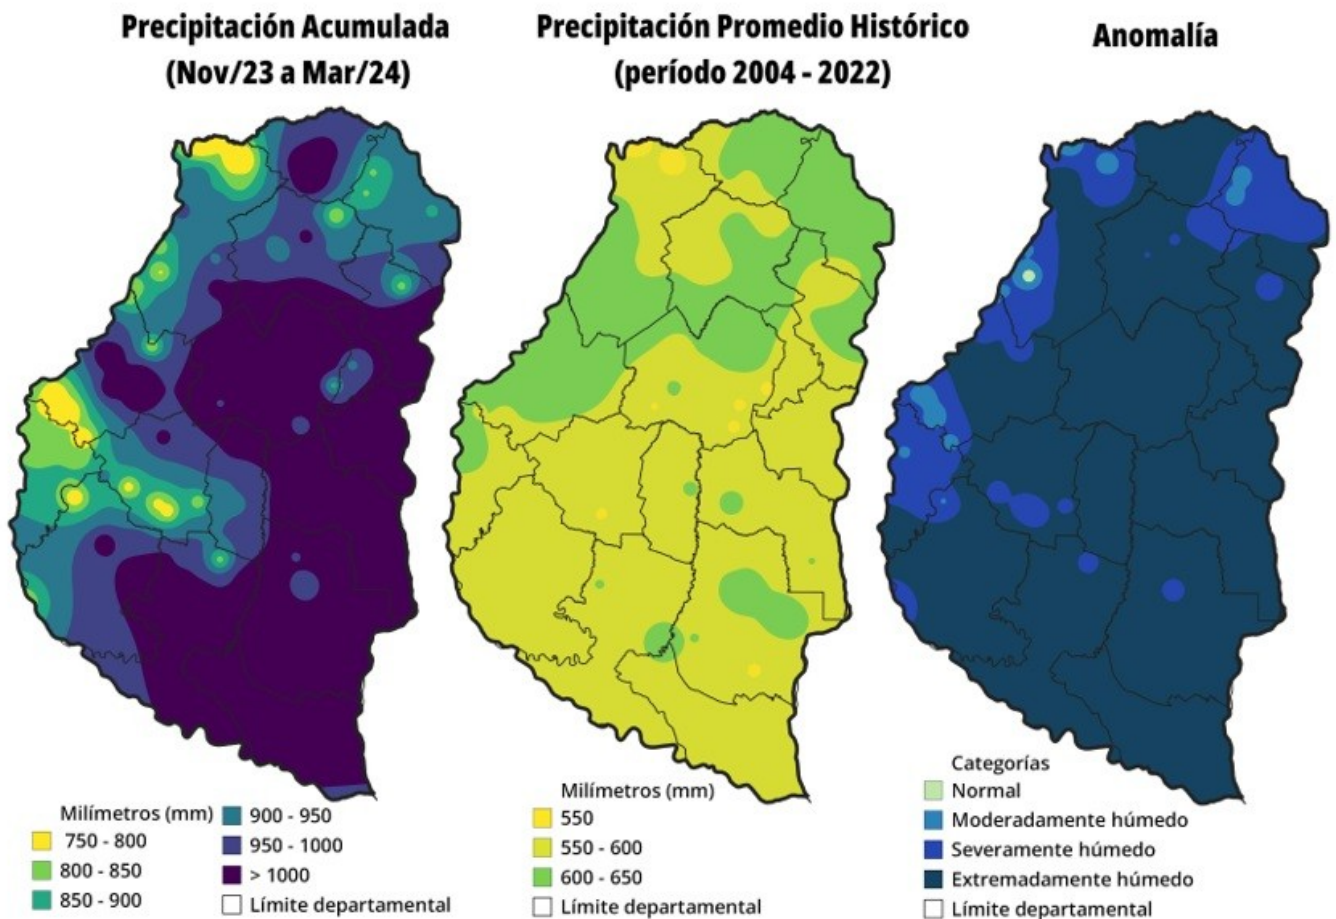 Precipitación Acumulada
(Nov/23 a Mar/24)
Precipitación Promedio Histórico
(período 2004 - 2022)
Anomalía
Milímetros (mm)
750 - 800
800 - 850
850 - 900
900 - 950
950 - 1000
> 1000
Límite departamental
Milímetros (mm)
550
550 - 600
600 - 650
Límite departamental
Categorías
Normal
Moderadamente húmedo
Severamente húmedo
Extremadamente húmedo
Límite departamental